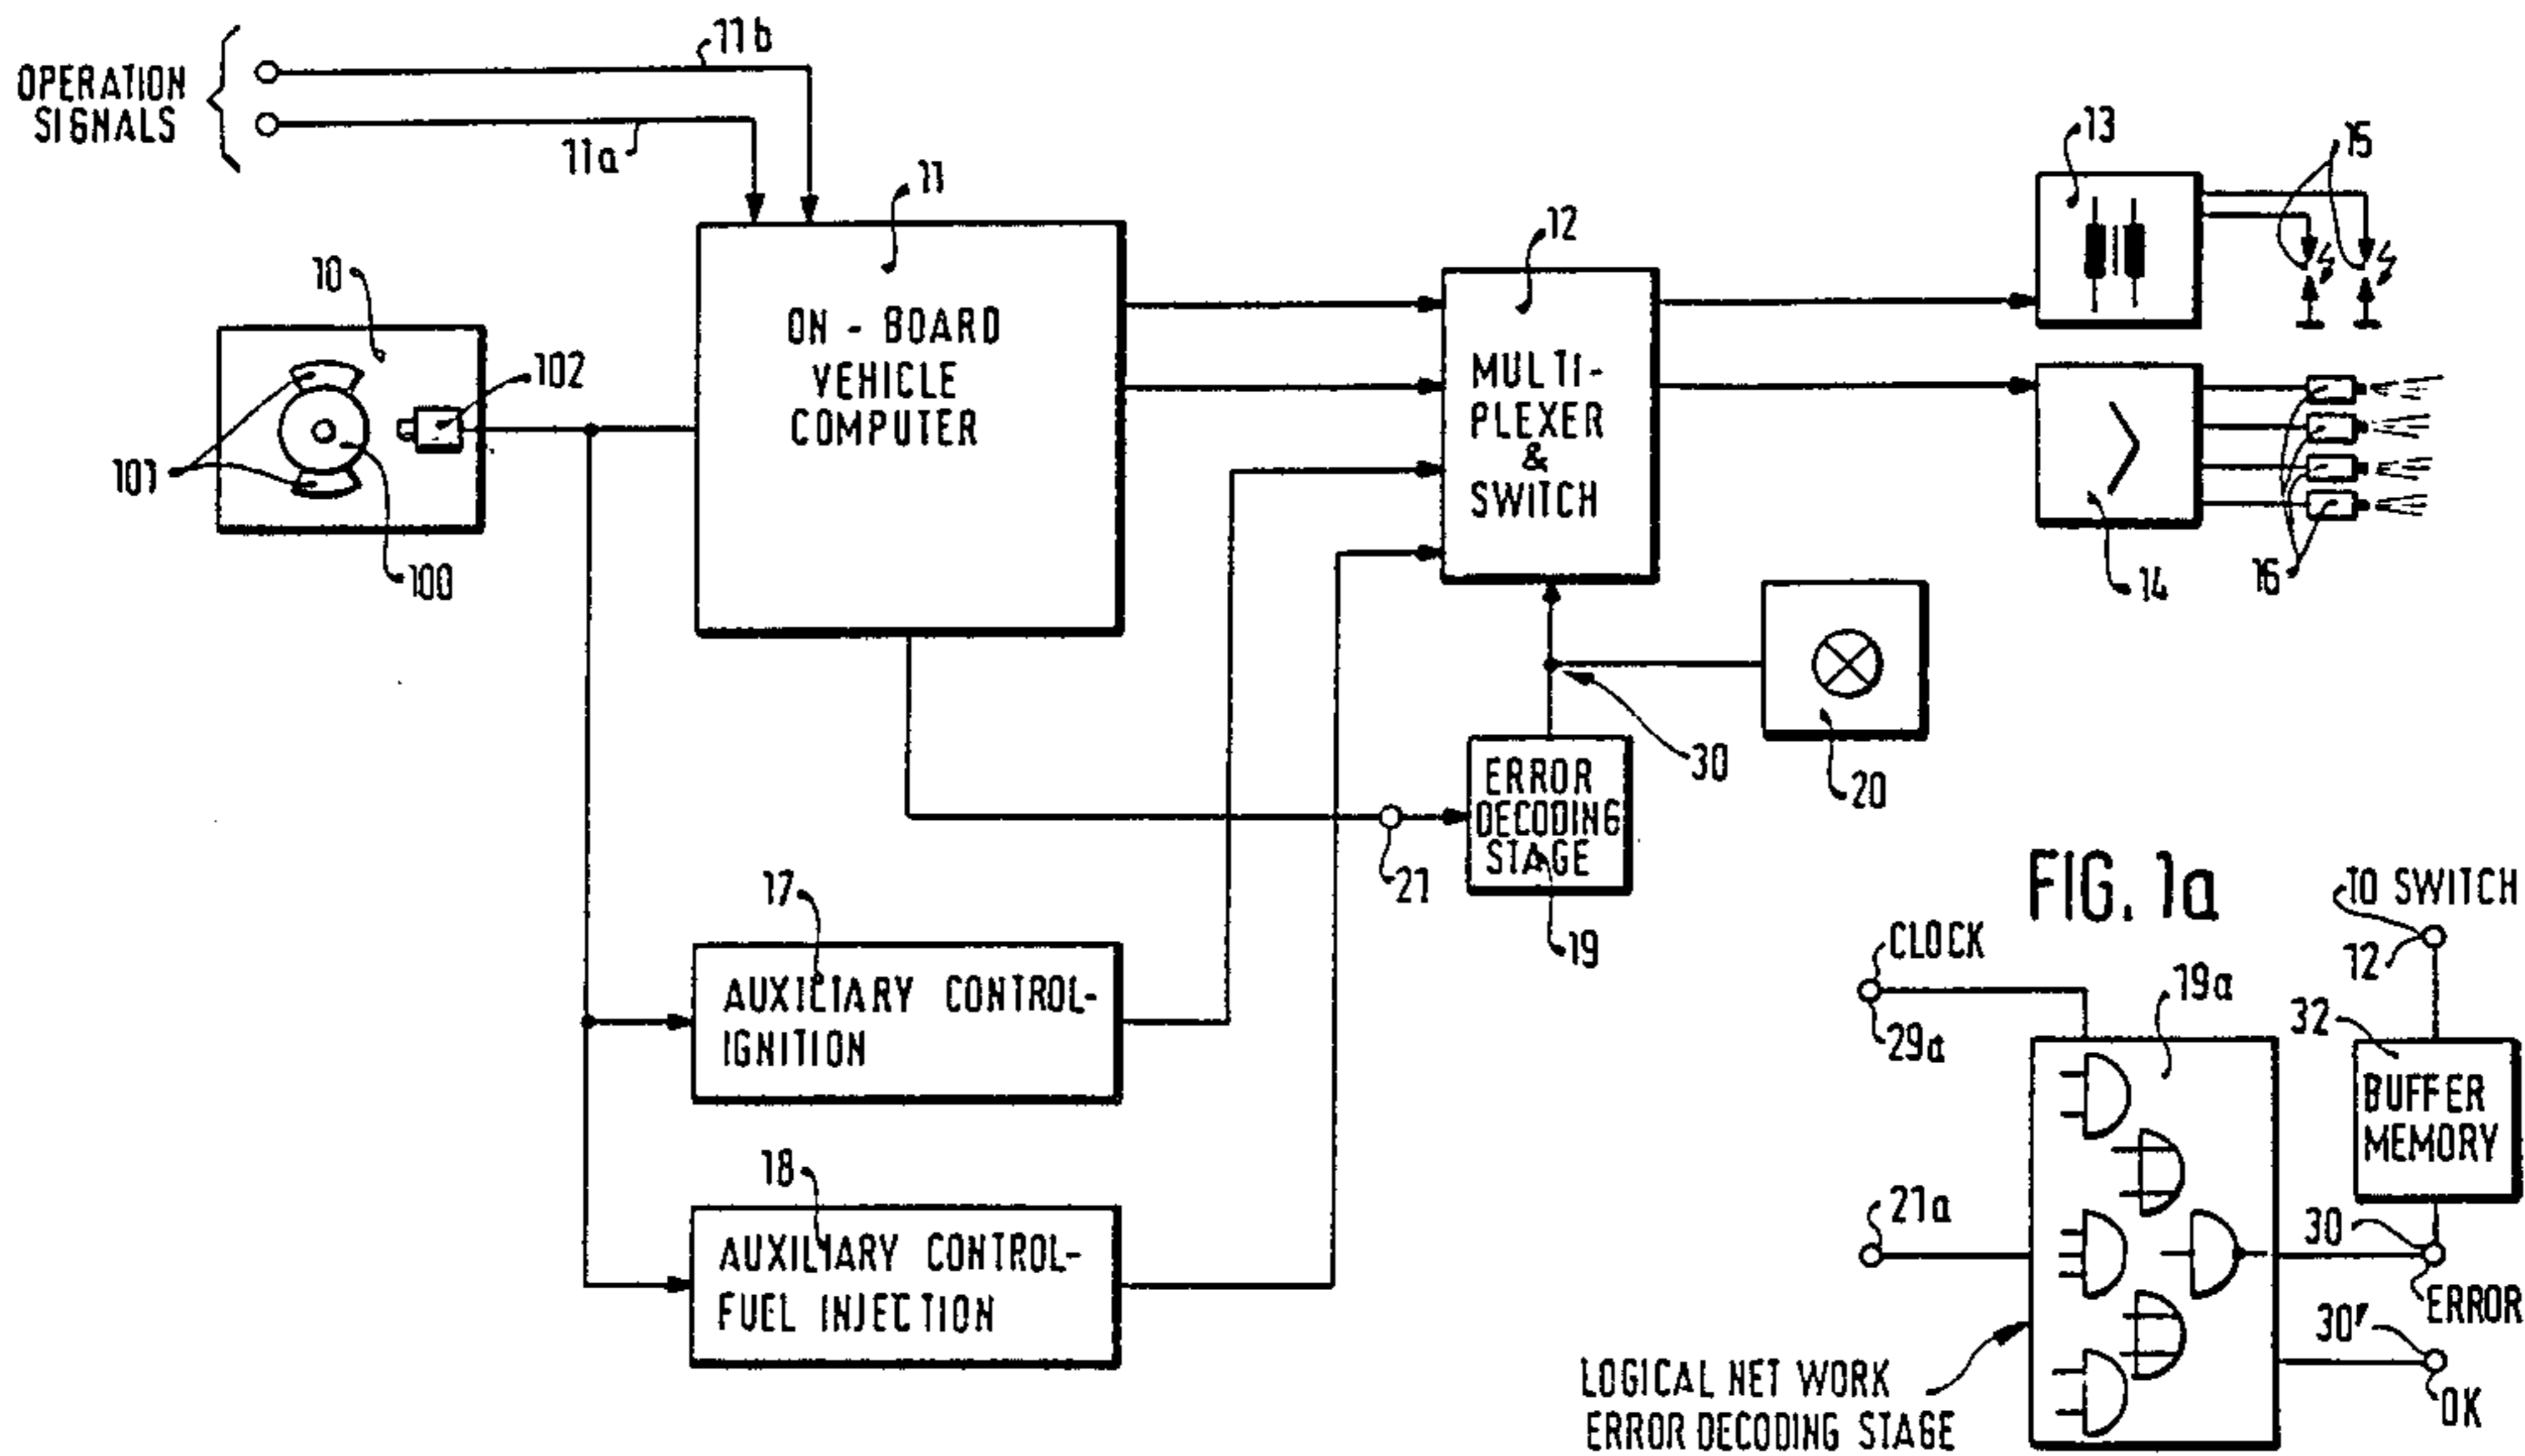 OPERATION
SIGNALS
11b
11a
11
10
102
101
100
ON - BOARD
VEHICLE
COMPUTER
12
MULTI-
PLEXER
&
SWITCH
13
15
14
16
30
20
ERROR
DECODING
STAGE
21
19
17
AUXILIARY CONTROL-
IGNITION
18
AUXILIARY CONTROL-
FUEL INJECTION
FIG. 1a
TO SWITCH
12
CLOCK
29a
19a
32
BUFFER
MEMORY
21a
30
ERROR
30'
OK
LOGICAL NET WORK
ERROR DECODING STAGE